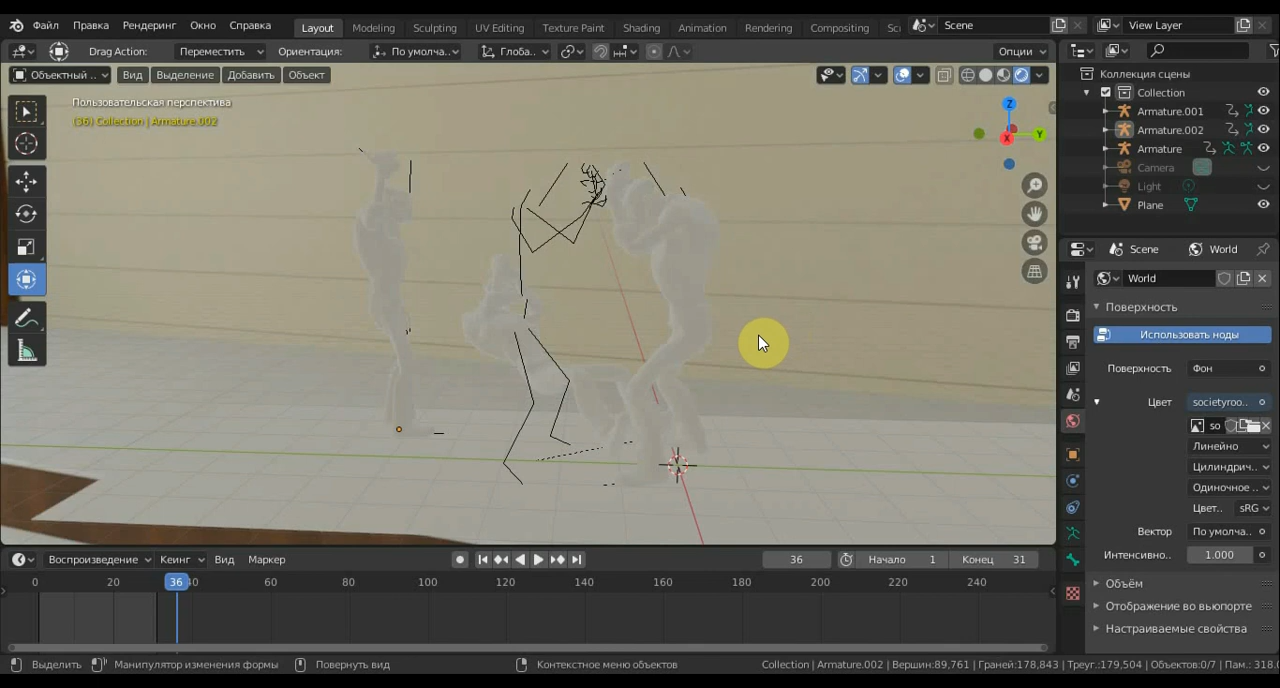 Файл Правка Рендеринг Окно Справка Layout Modeling Sculpting UV Editing Texture Paint Shading Animation Rendering Compositing Sc Scene View Layer
Drag Action: Переместить Ориентация: По умолча.. Глоба.. Опции
Объектный .. Вид Выделение Добавить Объект
Пользовательская перспектива
(36) Collection | Armature.002
Z
Y
X
Коллекция сцены
Collection
Armature.001
Armature.002
Armature
Camera
Light
Plane
Scene World
World
Поверхность
Использовать ноды
Поверхность Фон
Цвет societyroo..
so
Линейно
Цилиндрич..
Одиночное ..
Цвет.. sRG
Вектор По умолча..
Интенсивно.. 1.000
Объём
Отображение во вьюпорте
Настраиваемые свойства
Воспроизведение Кеинг Вид Маркер 36 Начало 1 Конец 31
0 20 36 40 60 80 100 120 140 160 180 200 220 240
Выделить Манипулятор изменения формы Повернуть вид Контекстное меню объектов Collection | Armature.002 | Вершин:89,761 | Граней:178,843 | Треуг.:179,504 | Объектов:0/7 | Пам.: 318.0